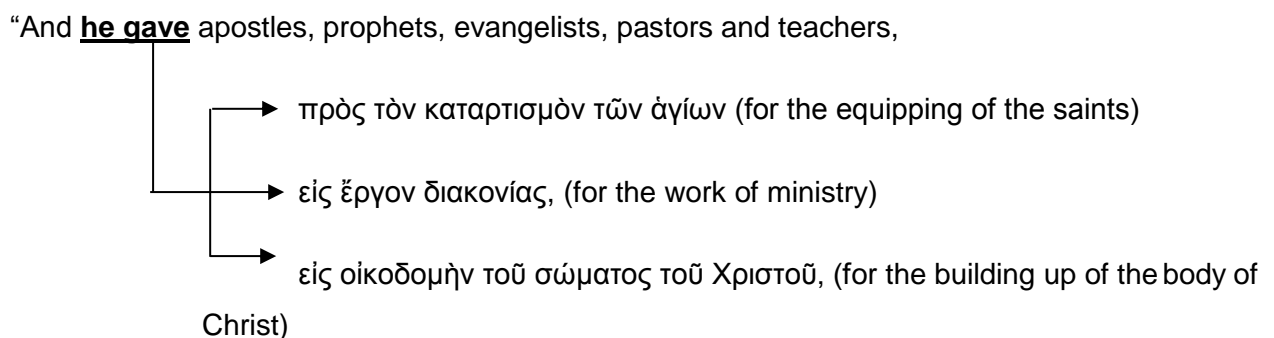 “And he gave apostles, prophets, evangelists, pastors and teachers,
πρὸς τὸν καταρτισμὸν τῶν ἁγίων (for the equipping of the saints)
εἰς ἔργον διακονίας, (for the work of ministry)
εἰς οἰκοδομὴν τοῦ σώματος τοῦ Χριστοῦ, (for the building up of the body of
Christ)